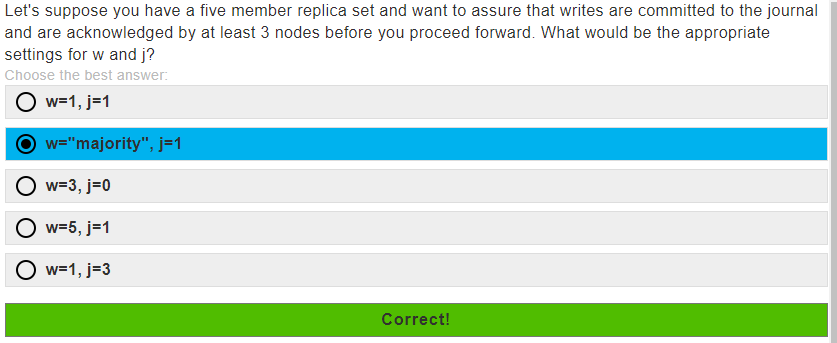 Let's suppose you have a five member replica set and want to assure that writes are committed to the journal
and are acknowledged by at least 3 nodes before you proceed forward. What would be the appropriate
settings for w and j?
Choose the best answer:
w=1, j=1
w="majority", j=1
w=3, j=0
w=5, j=1
w=1, j=3
Correct!